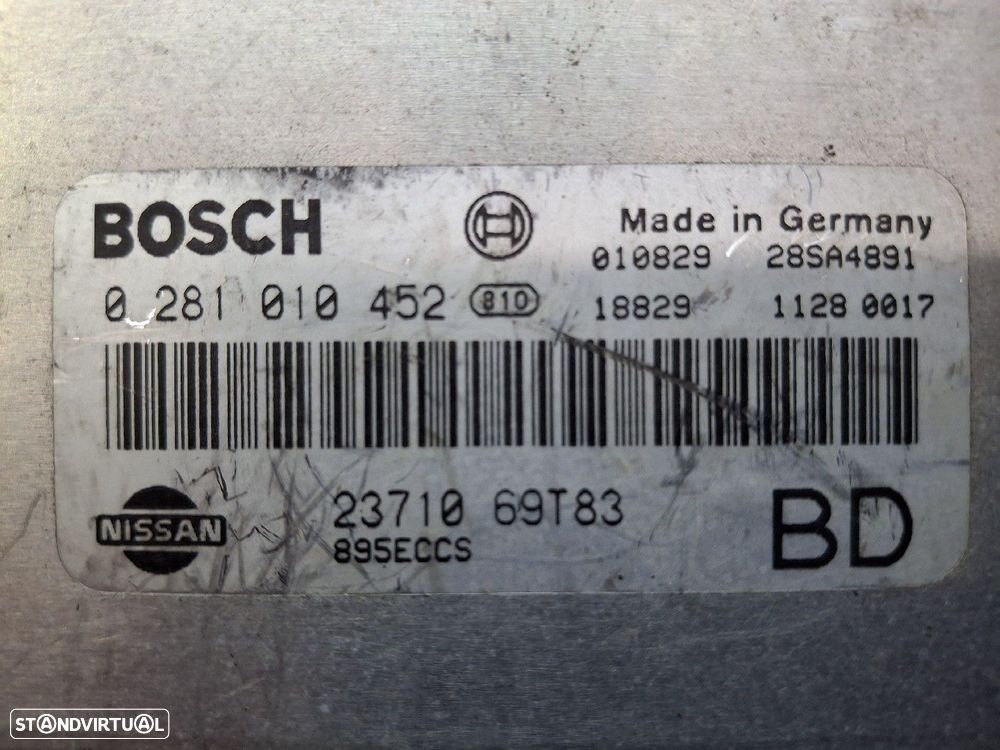 BOSCH
Made in Germany
010829 28SA4891
0 281 010 452 810
18829 1128 0017
NISSAN
23710 69T83
895ECCS
BD
STANDVIRTUAL